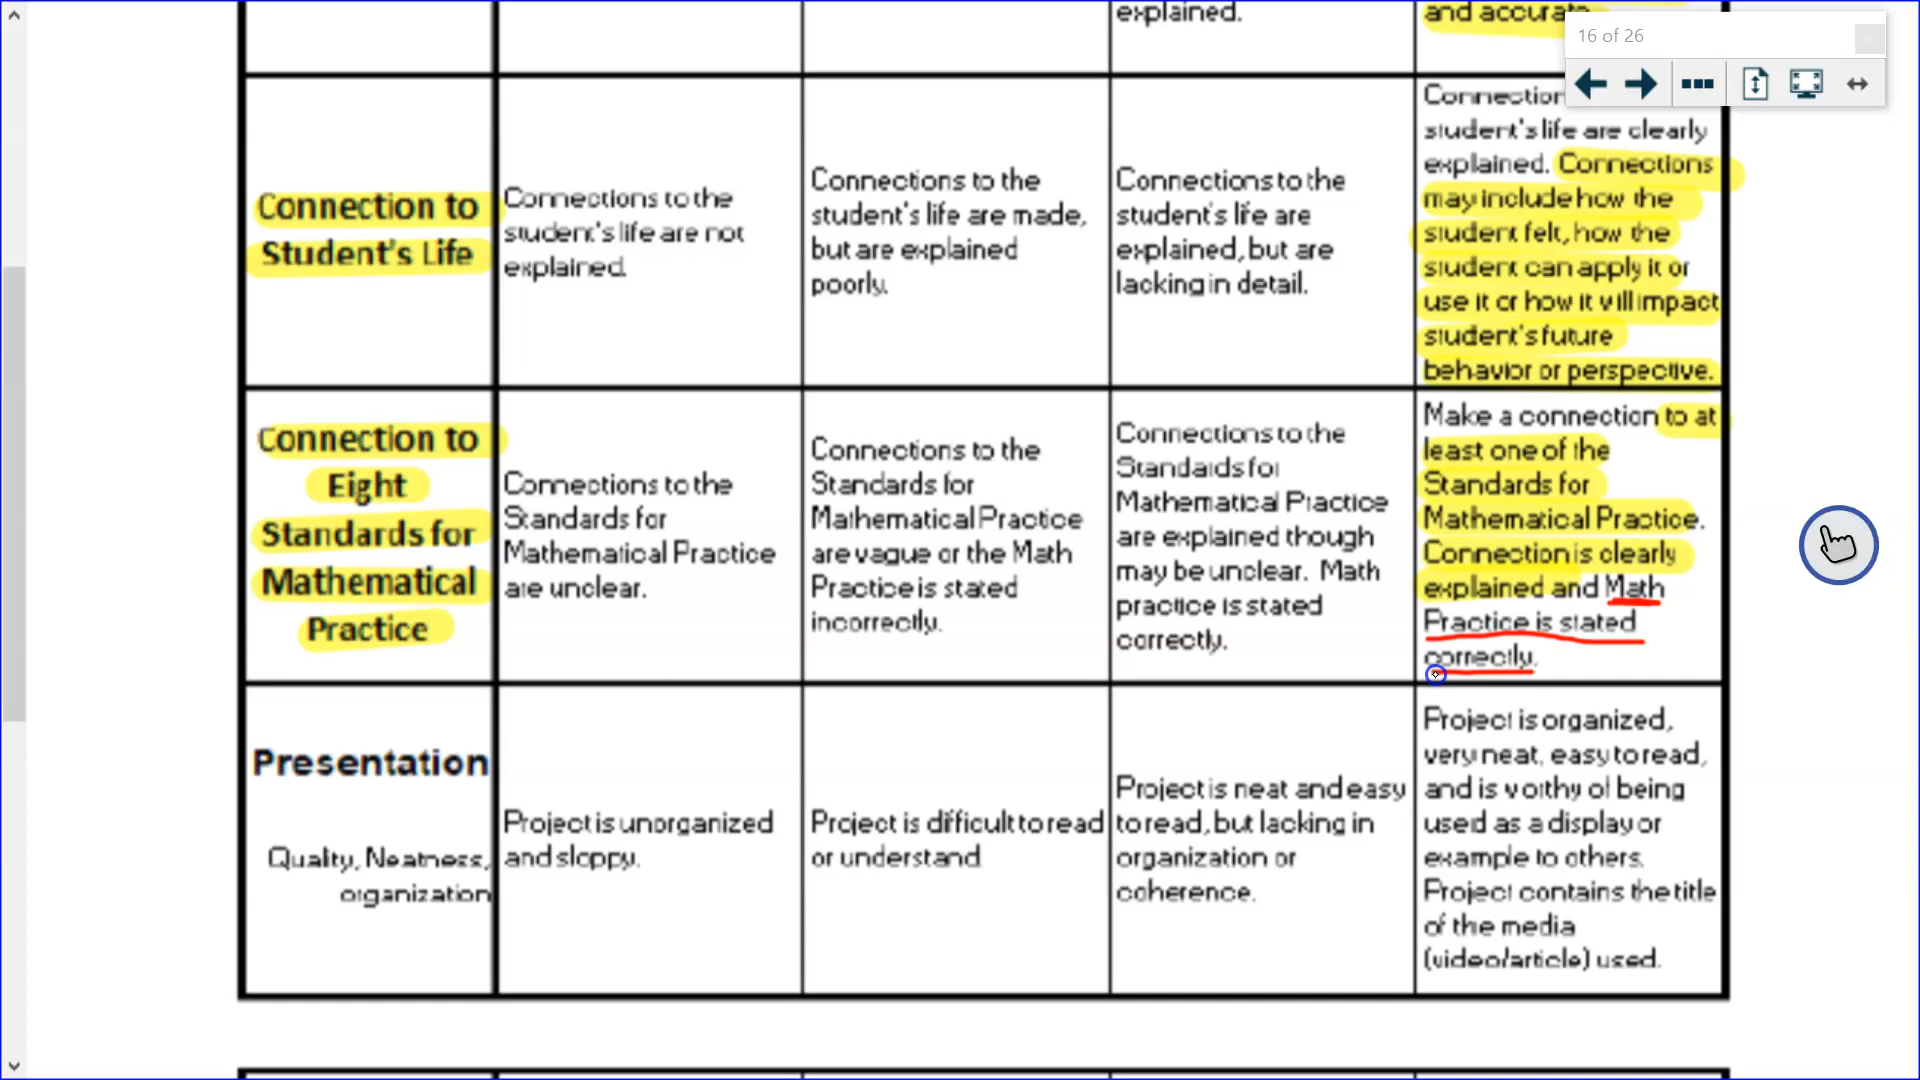 explained.
and accurate
16 of 26
Connection to
Student's Life
Connections to the
student's life are not
explained.
Connections to the
student's life are made,
but are explained
poorly.
Connections to the
student's life are
explained, but are
lacking in detail.
Connection
student's life are clearly
explained. Connections
may include how the
student felt, how the
student can apply it or
use it or how it will impact
student's future
behavior or perspective.
Connection to
Eight
Standards for
Mathematical
Practice
Connections to the
Standards for
Mathematical Practice
are unclear.
Connections to the
Standards for
Mathematical Practice
are vague or the Math
Practice is stated
incorrectly.
Connections to the
Standards for
Mathematical Practice
are explained though
may be unclear. Math
practice is stated
correctly.
Make a connection to at
least one of the
Standards for
Mathematical Practice.
Connection is clearly
explained and Math
Practice is stated
correctly.
Presentation
Quality, Neatness,
organization
Project is unorganized
and sloppy.
Project is difficult to read
or understand
Project is neat and easy
to read, but lacking in
organization or
coherence.
Project is organized,
very neat, easy to read,
and is worthy of being
used as a display or
example to others.
Project contains the title
of the media
(video/article) used.